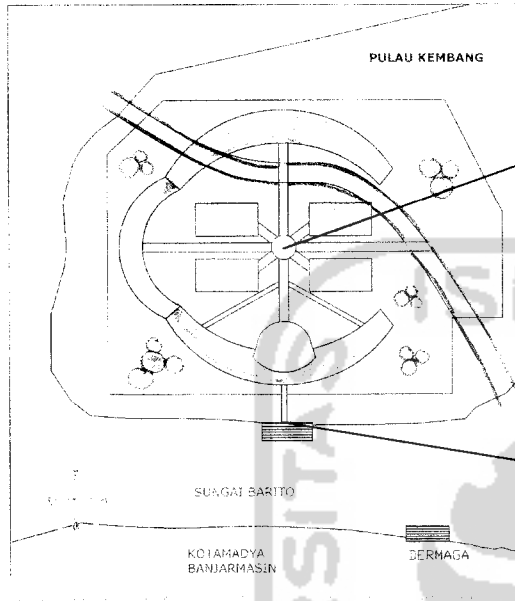 PULAU KEMBANG
SUNGAI BARITO
KOTAMADYA
BANJARMASIN
DERMAGA